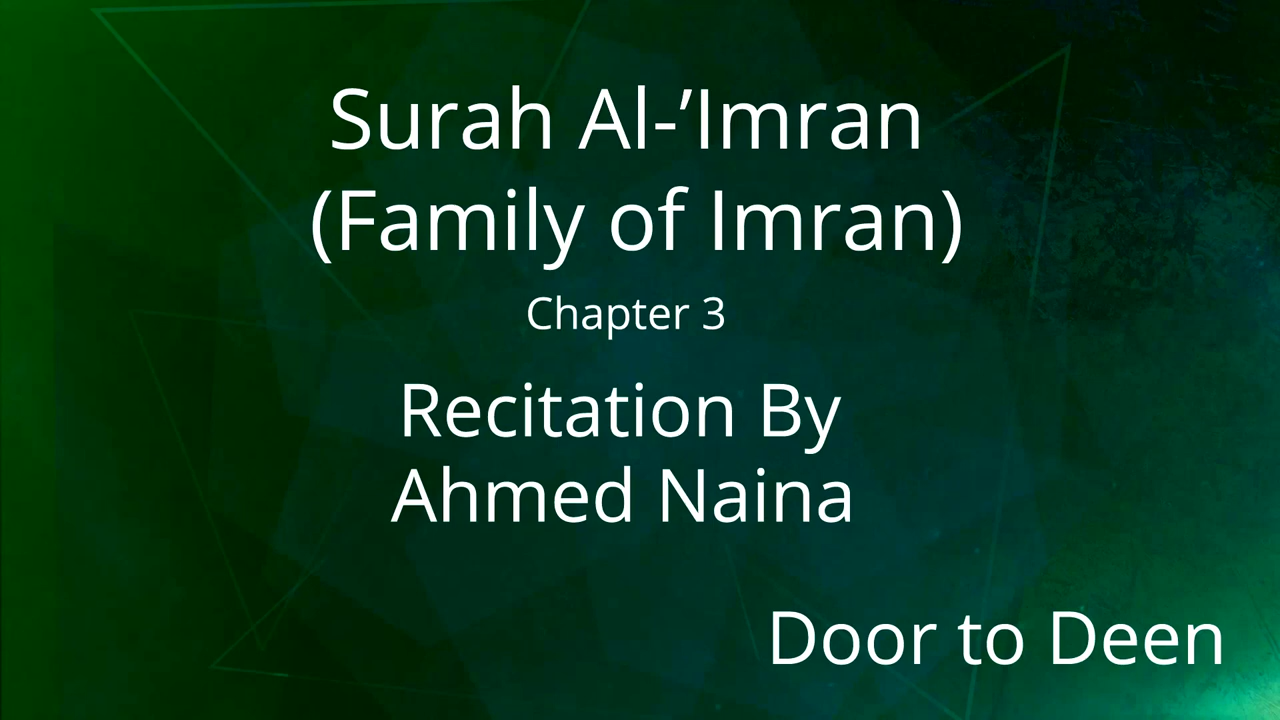 Surah Al-’Imran
(Family of Imran)
Chapter 3
Recitation By
Ahmed Naina
Door to Deen